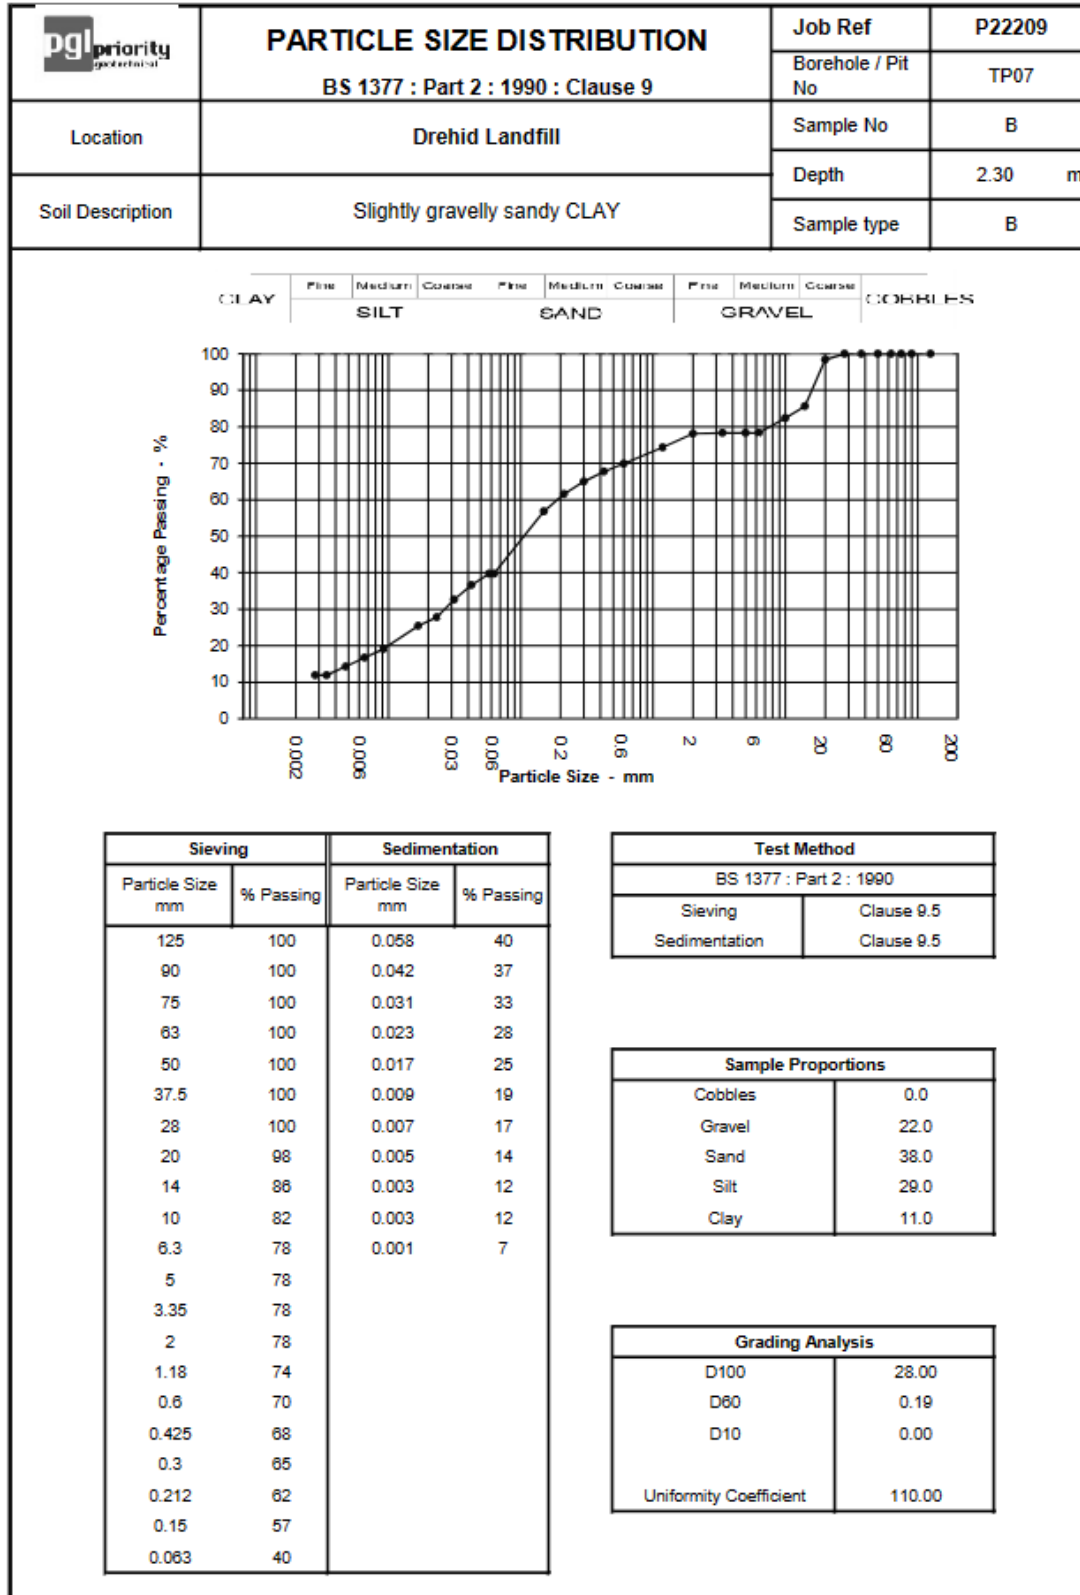 pgl priority
geotechnical
PARTICLE SIZE DISTRIBUTION
BS 1377 : Part 2 : 1990 : Clause 9
Job Ref P22209
Borehole / Pit No TP07
Location Drehid Landfill
Sample No B
Depth 2.30 m
Soil Description Slightly gravelly sandy CLAY
Sample type B
CLAY Fine Medium Coarse Fine Medium Coarse Fine Medium Coarse COBBLES
SILT SAND GRAVEL
Percentage Passing - %
100
90
80
70
60
50
40
30
20
10
0
0.002 0.006 0.03 0.06 0.2 0.6 2 6 20 60 200
Particle Size - mm
Sieving Sedimentation
Particle Size mm % Passing Particle Size mm % Passing
125 100 0.058 40
90 100 0.042 37
75 100 0.031 33
63 100 0.023 28
50 100 0.017 25
37.5 100 0.009 19
28 100 0.007 17
20 98 0.005 14
14 86 0.003 12
10 82 0.003 12
6.3 78 0.001 7
5 78
3.35 78
2 78
1.18 74
0.6 70
0.425 68
0.3 65
0.212 62
0.15 57
0.063 40
Test Method
BS 1377 : Part 2 : 1990
Sieving Clause 9.5
Sedimentation Clause 9.5
Sample Proportions
Cobbles 0.0
Gravel 22.0
Sand 38.0
Silt 29.0
Clay 11.0
Grading Analysis
D100 28.00
D60 0.19
D10 0.00
Uniformity Coefficient 110.00